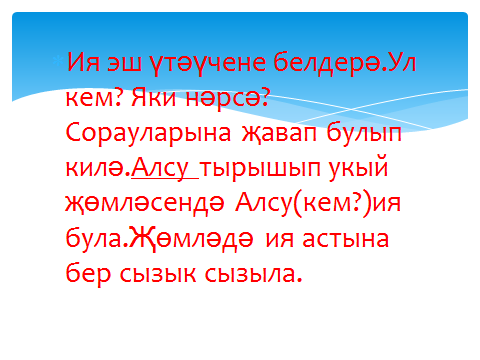 Ия эш үтәүчене белдерә.Ул
кем? Яки нәрсә?
Сорауларына җавап булып
килә.Алсу тырышып укый
җөмләсендә Алсу(кем?)ия
була.Җөмләдә ия астына
бер сызык сызыла.